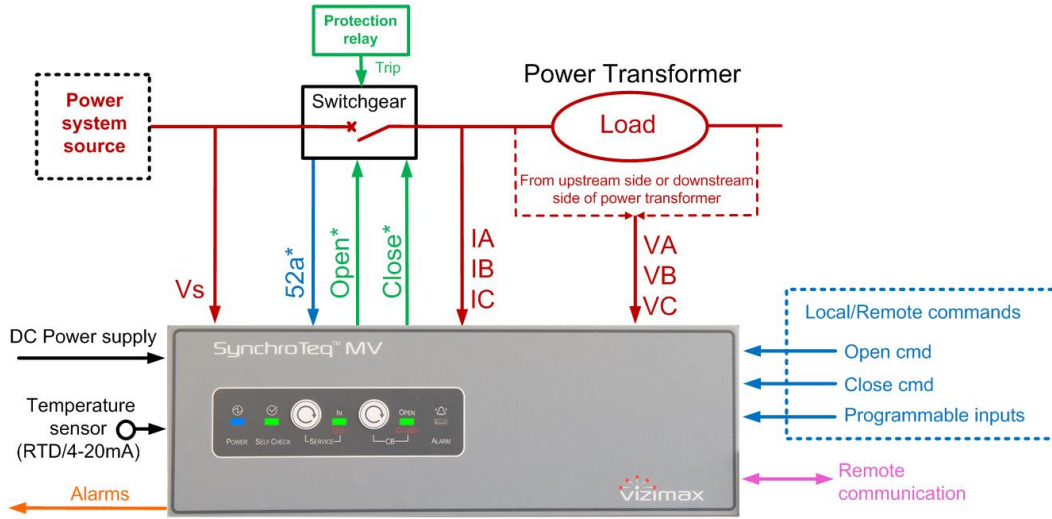 Protection
relay
Trip
Power
system
source
Switchgear
Power Transformer
Load
From upstream side or downstream
side of power transformer
Vs
52a*
Open*
Close*
IA
IB
IC
VA
VB
VC
Local/Remote commands
Open cmd
Close cmd
Programmable inputs
DC Power supply
Temperature
sensor
(RTD/4-20mA)
Alarms
Remote
communication
SynchroTeq™ MV
IN
OUT
OPEN
CLOSED
POWER
SELF CHECK
SERVICE
CB
ALARM
vizimax